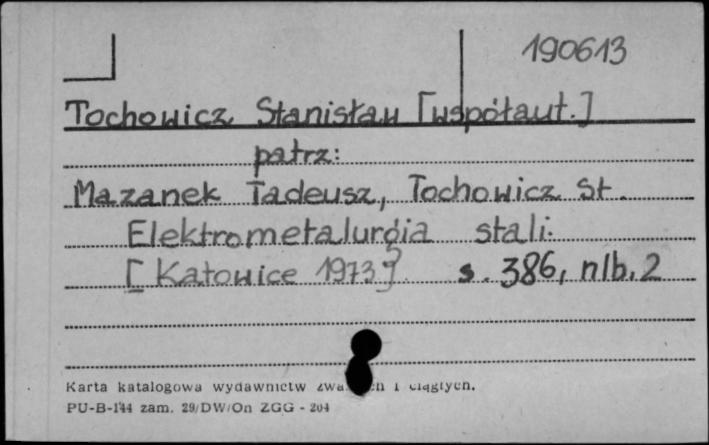 190613
Tochowicz Stanisław [współaut.]
patrz:
Mazanek Tadeusz, Tochowicz St.
Elektrometalurgia stali.
[Katowice 1973] s. 386, nlb. 2
Karta katalogowa wydawnictw i ciągłych.
PU-B-144 zam. 29/DW/On ZGG - 204